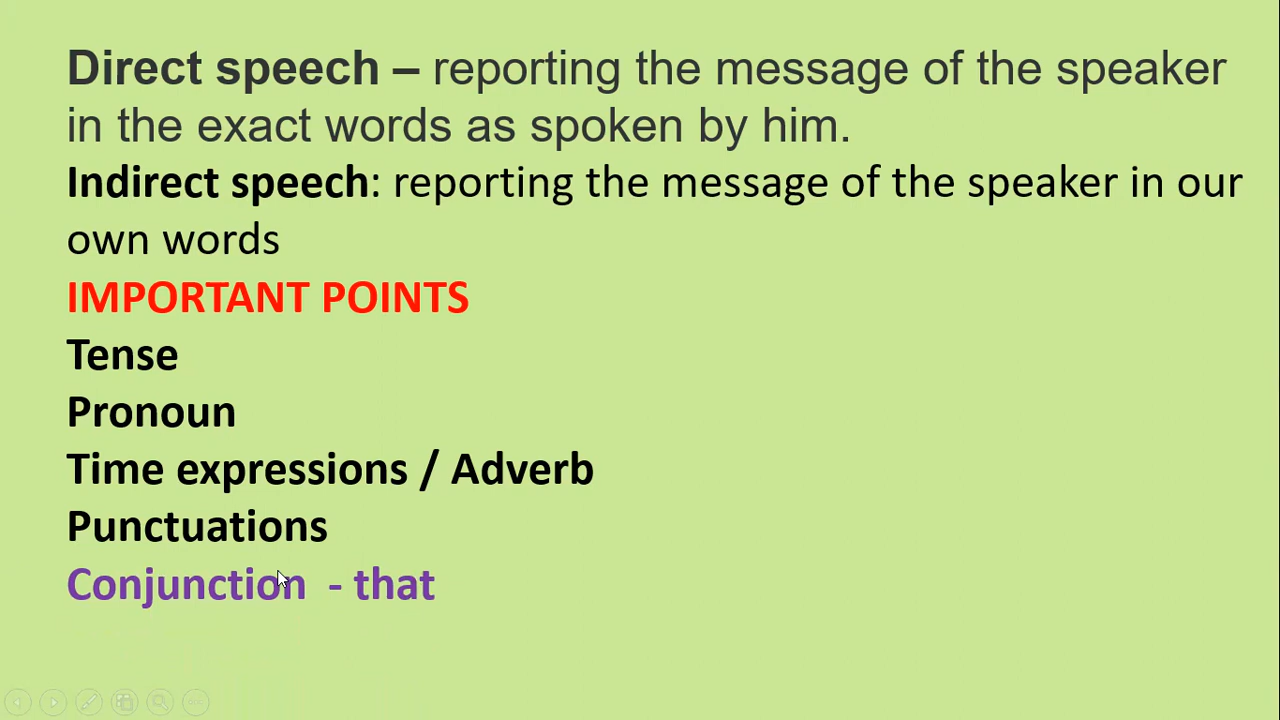 Direct speech – reporting the message of the speaker
in the exact words as spoken by him.
Indirect speech: reporting the message of the speaker in our
own words
IMPORTANT POINTS
Tense
Pronoun
Time expressions / Adverb
Punctuations
Conjunction - that